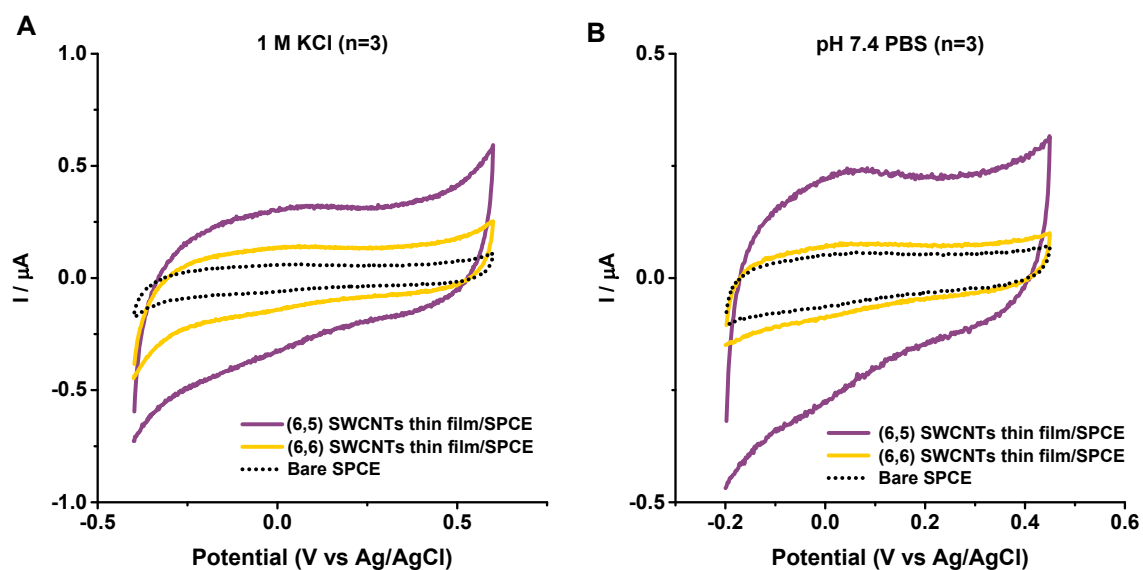 A
1 M KCl (n=3)
1.0
0.5
0.0
-0.5
-1.0
I / μA
(6,5) SWCNTs thin film/SPCE
(6,6) SWCNTs thin film/SPCE
Bare SPCE
-0.5
0.0
0.5
Potential (V vs Ag/AgCl)
B
pH 7.4 PBS (n=3)
0.5
0.0
-0.5
I / μA
(6,5) SWCNTs thin film/SPCE
(6,6) SWCNTs thin film/SPCE
Bare SPCE
-0.2
0.0
0.2
0.4
0.6
Potential (V vs Ag/AgCl)